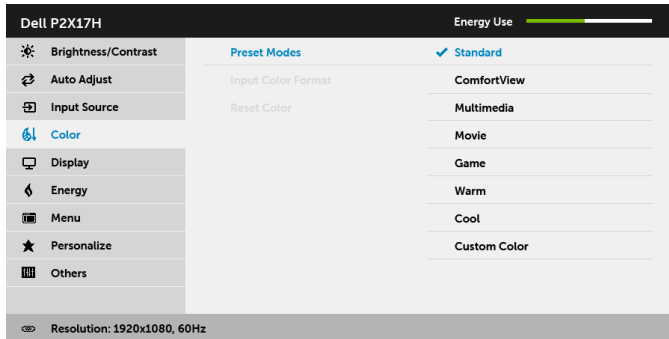 Dell P2X17H
Energy Use
Brightness/Contrast
Auto Adjust
Input Source
Color
Display
Energy
Menu
Personalize
Others
Preset Modes
Input Color Format
Reset Color
Standard
ComfortView
Multimedia
Movie
Game
Warm
Cool
Custom Color
Resolution: 1920x1080, 60Hz